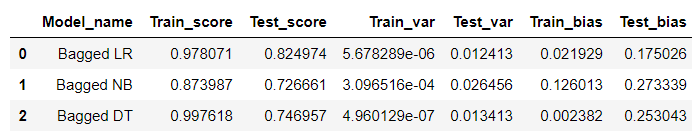 Model_name Train_score Test_score Train_var Test_var Train_bias Test_bias
0 Bagged LR 0.978071 0.824974 5.678289e-06 0.012413 0.021929 0.175026
1 Bagged NB 0.873987 0.726661 3.096516e-04 0.026456 0.126013 0.273339
2 Bagged DT 0.997618 0.746957 4.960129e-07 0.013413 0.002382 0.253043